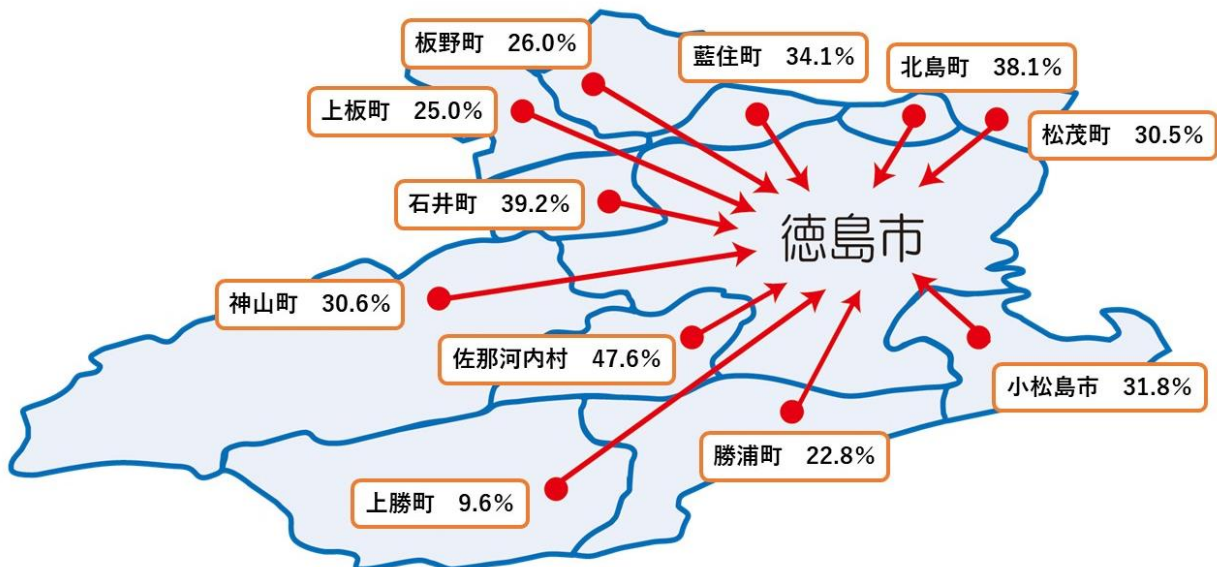 板野町 26.0%
藍住町 34.1%
北島町 38.1%
上板町 25.0%
松茂町 30.5%
石井町 39.2%
徳島市
神山町 30.6%
佐那河内村 47.6%
小松島市 31.8%
勝浦町 22.8%
上勝町 9.6%